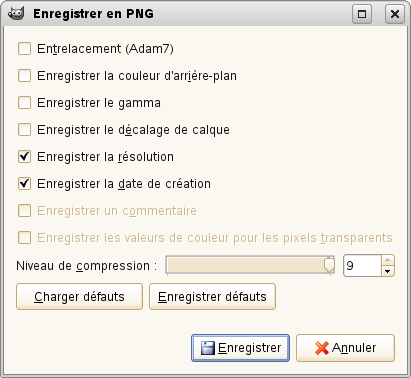 Enregistrer en PNG
Entrelacement (Adam7)
Enregistrer la couleur d'arrière-plan
Enregistrer le gamma
Enregistrer le décalage de calque
Enregistrer la résolution
Enregistrer la date de création
Enregistrer un commentaire
Enregistrer les valeurs de couleur pour les pixels transparents
Niveau de compression : 9
Charger défauts Enregistrer défauts
Enregistrer Annuler